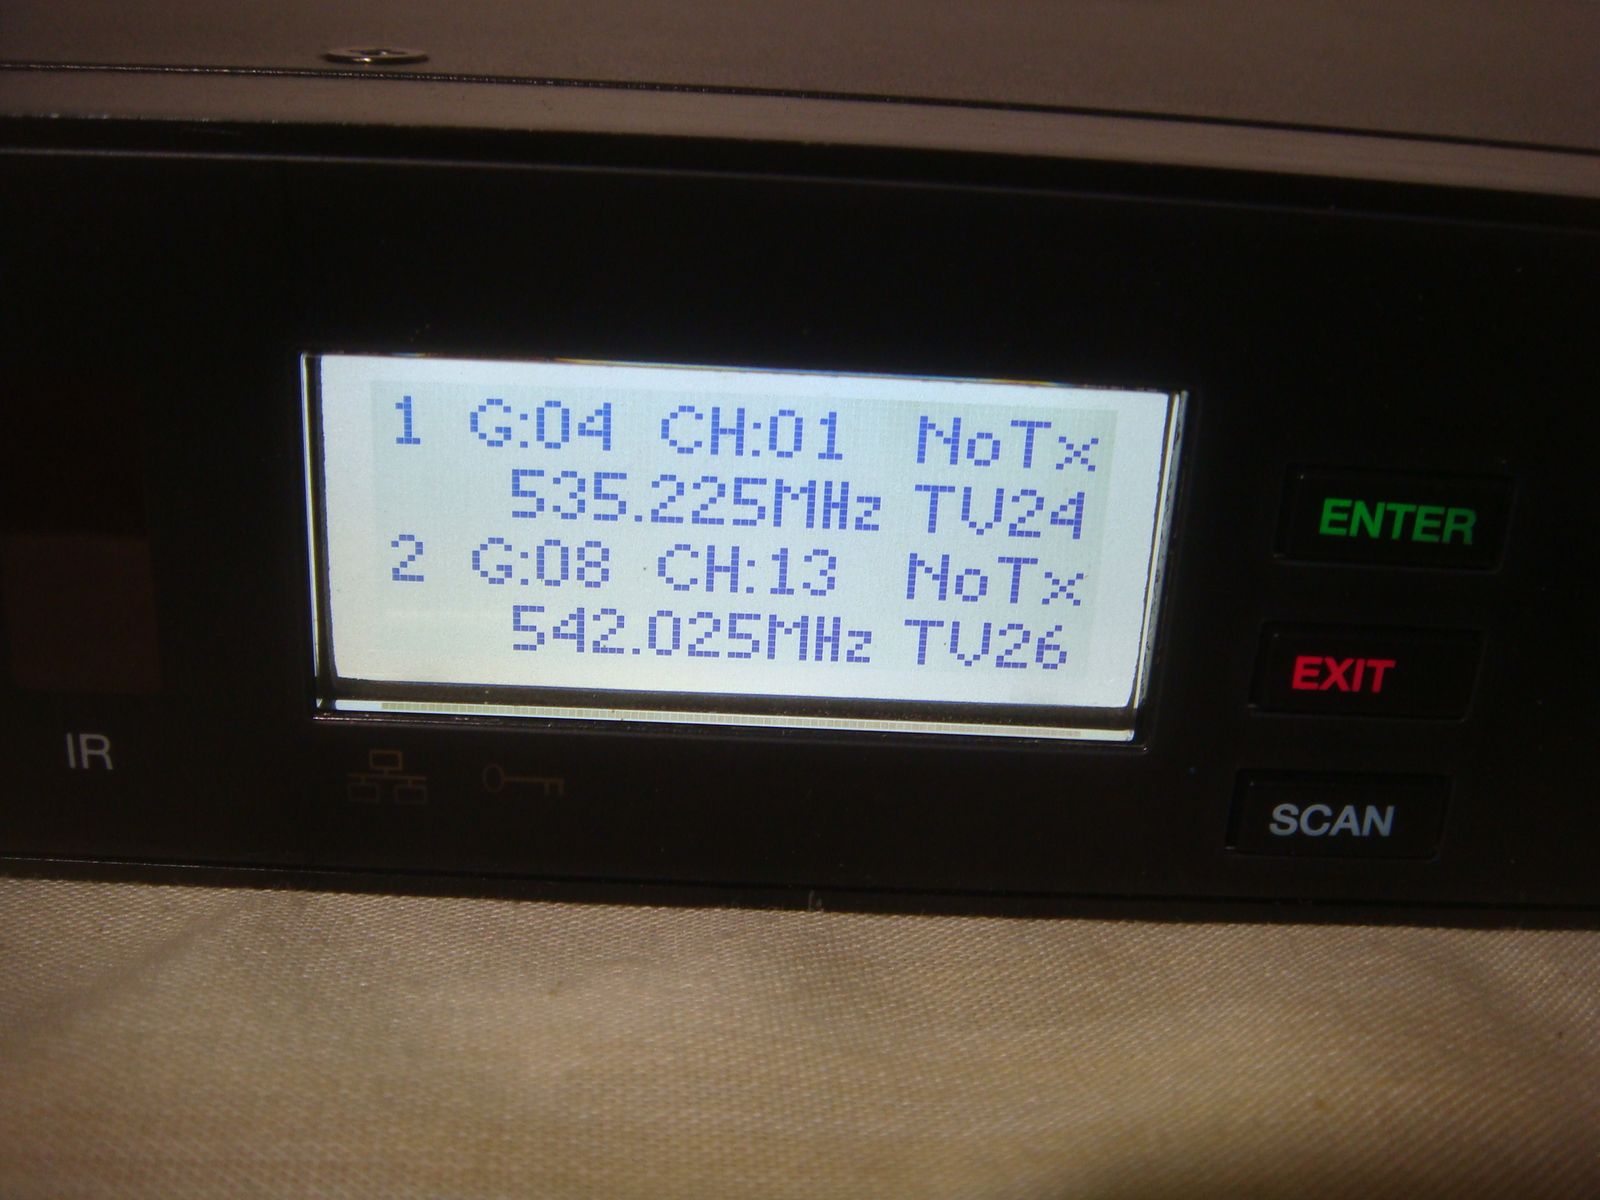 1 G:04 CH:01 NoTx
535.225MHz TV24
2 G:08 CH:13 NoTx
542.025MHz TV26
ENTER
EXIT
SCAN
IR